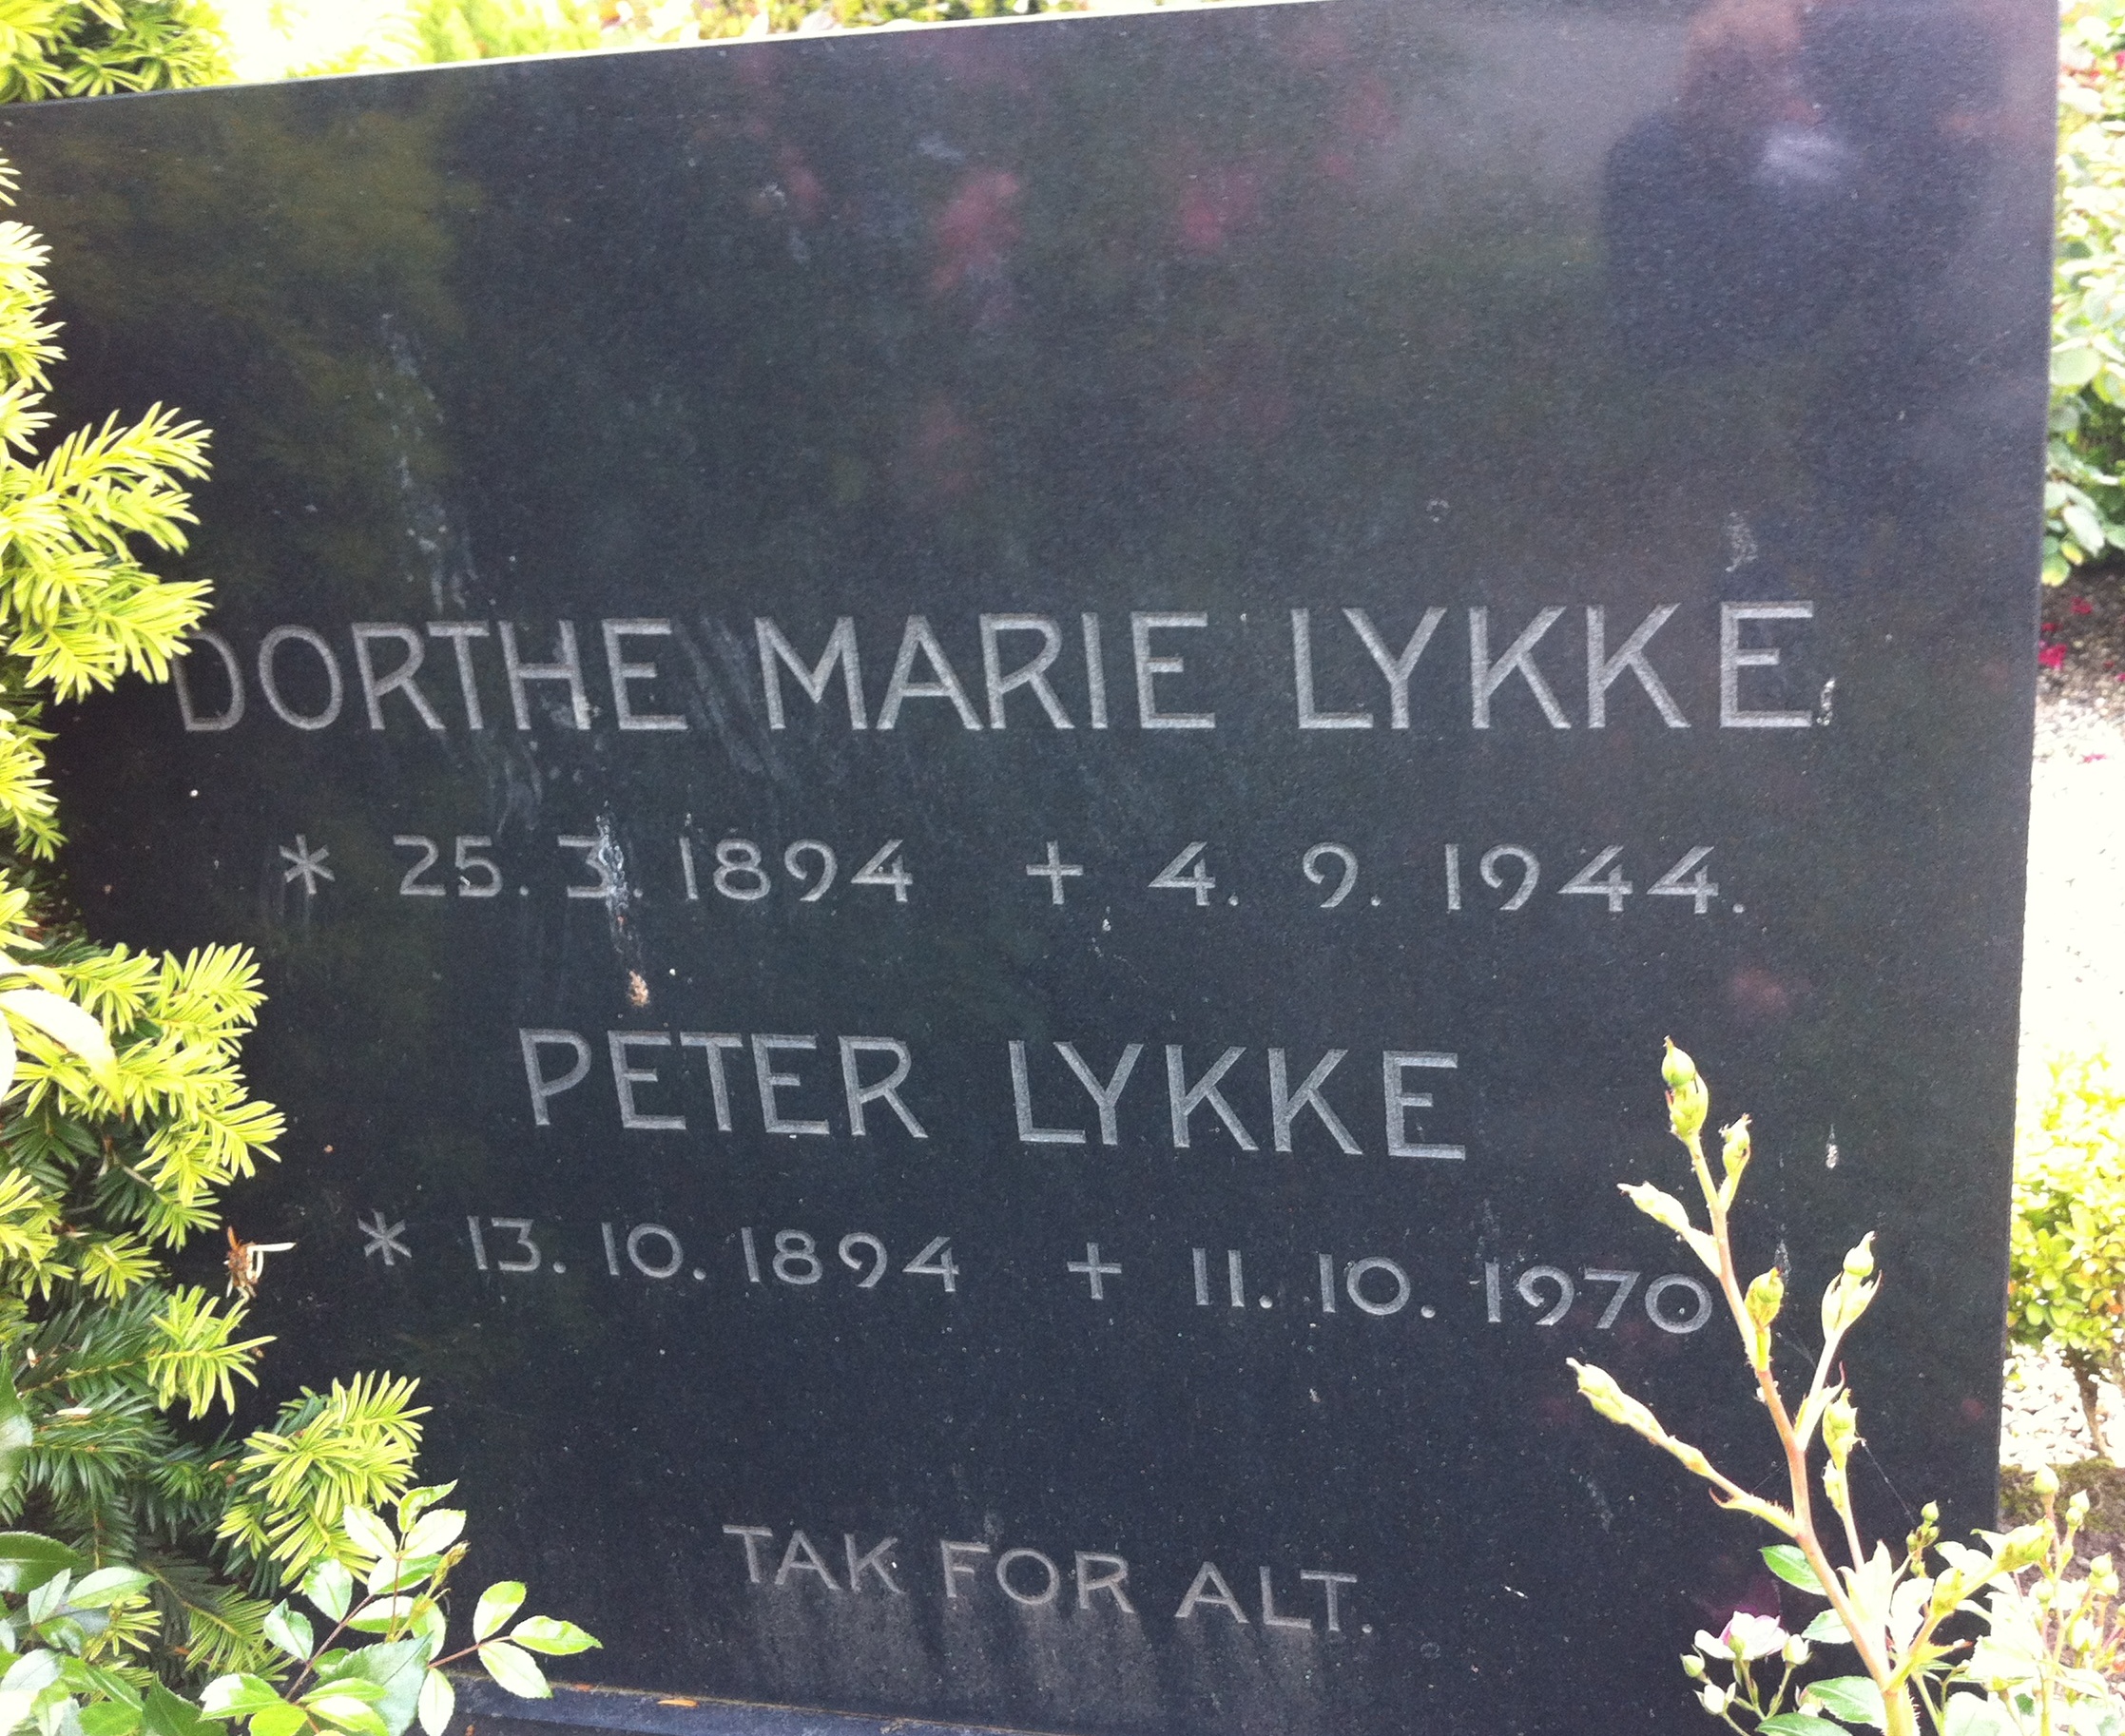 DORTHE MARIE LYKKE
* 25. 3. 1894 + 4. 9. 1944.
PETER LYKKE
* 13. 10. 1894 + 11. 10. 1970
TAK FOR ALT.